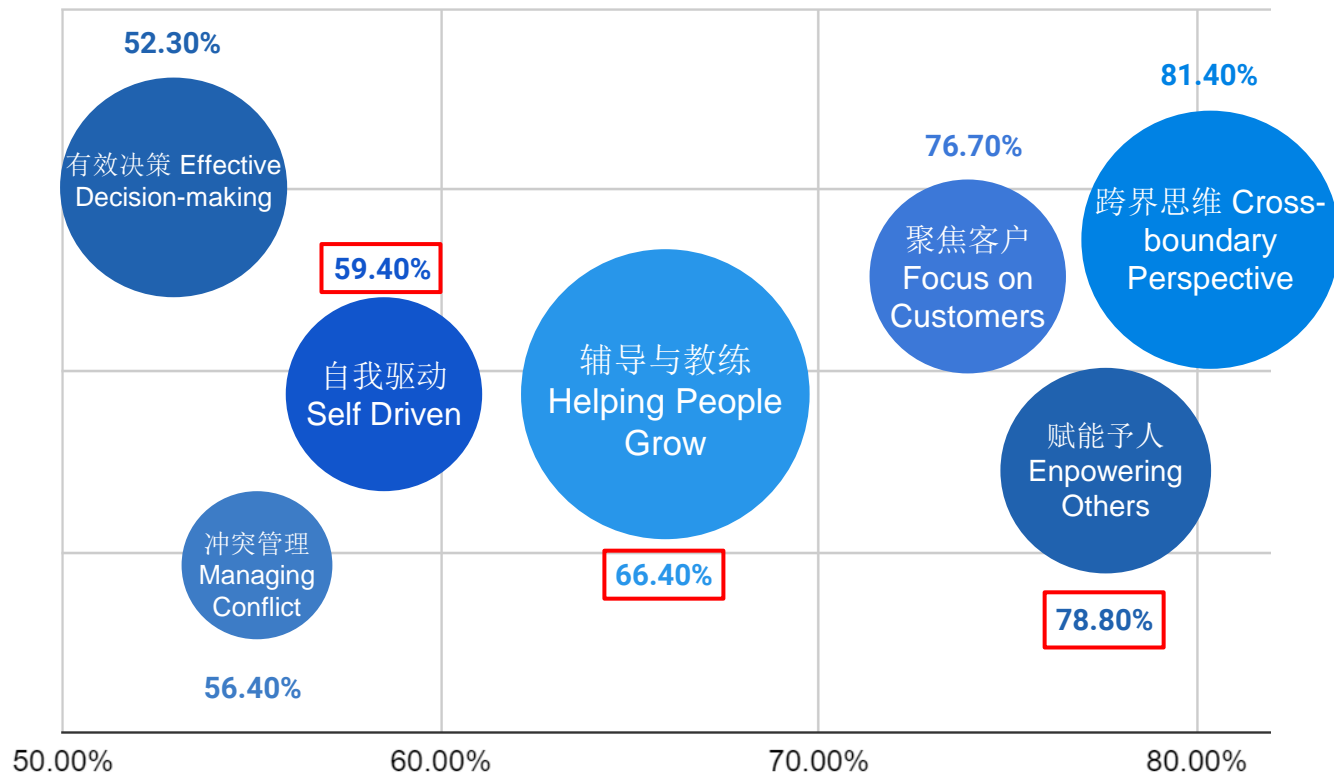 52.30%
有效决策 Effective
Decision-making
59.40%
自我驱动
Self Driven
冲突管理
Managing
Conflict
56.40%
辅导与教练
Helping People
Grow
66.40%
76.70%
聚焦客户
Focus on
Customers
81.40%
跨界思维 Cross-
boundary
Perspective
赋能予人
Enpowering
Others
78.80%
50.00%
60.00%
70.00%
80.00%